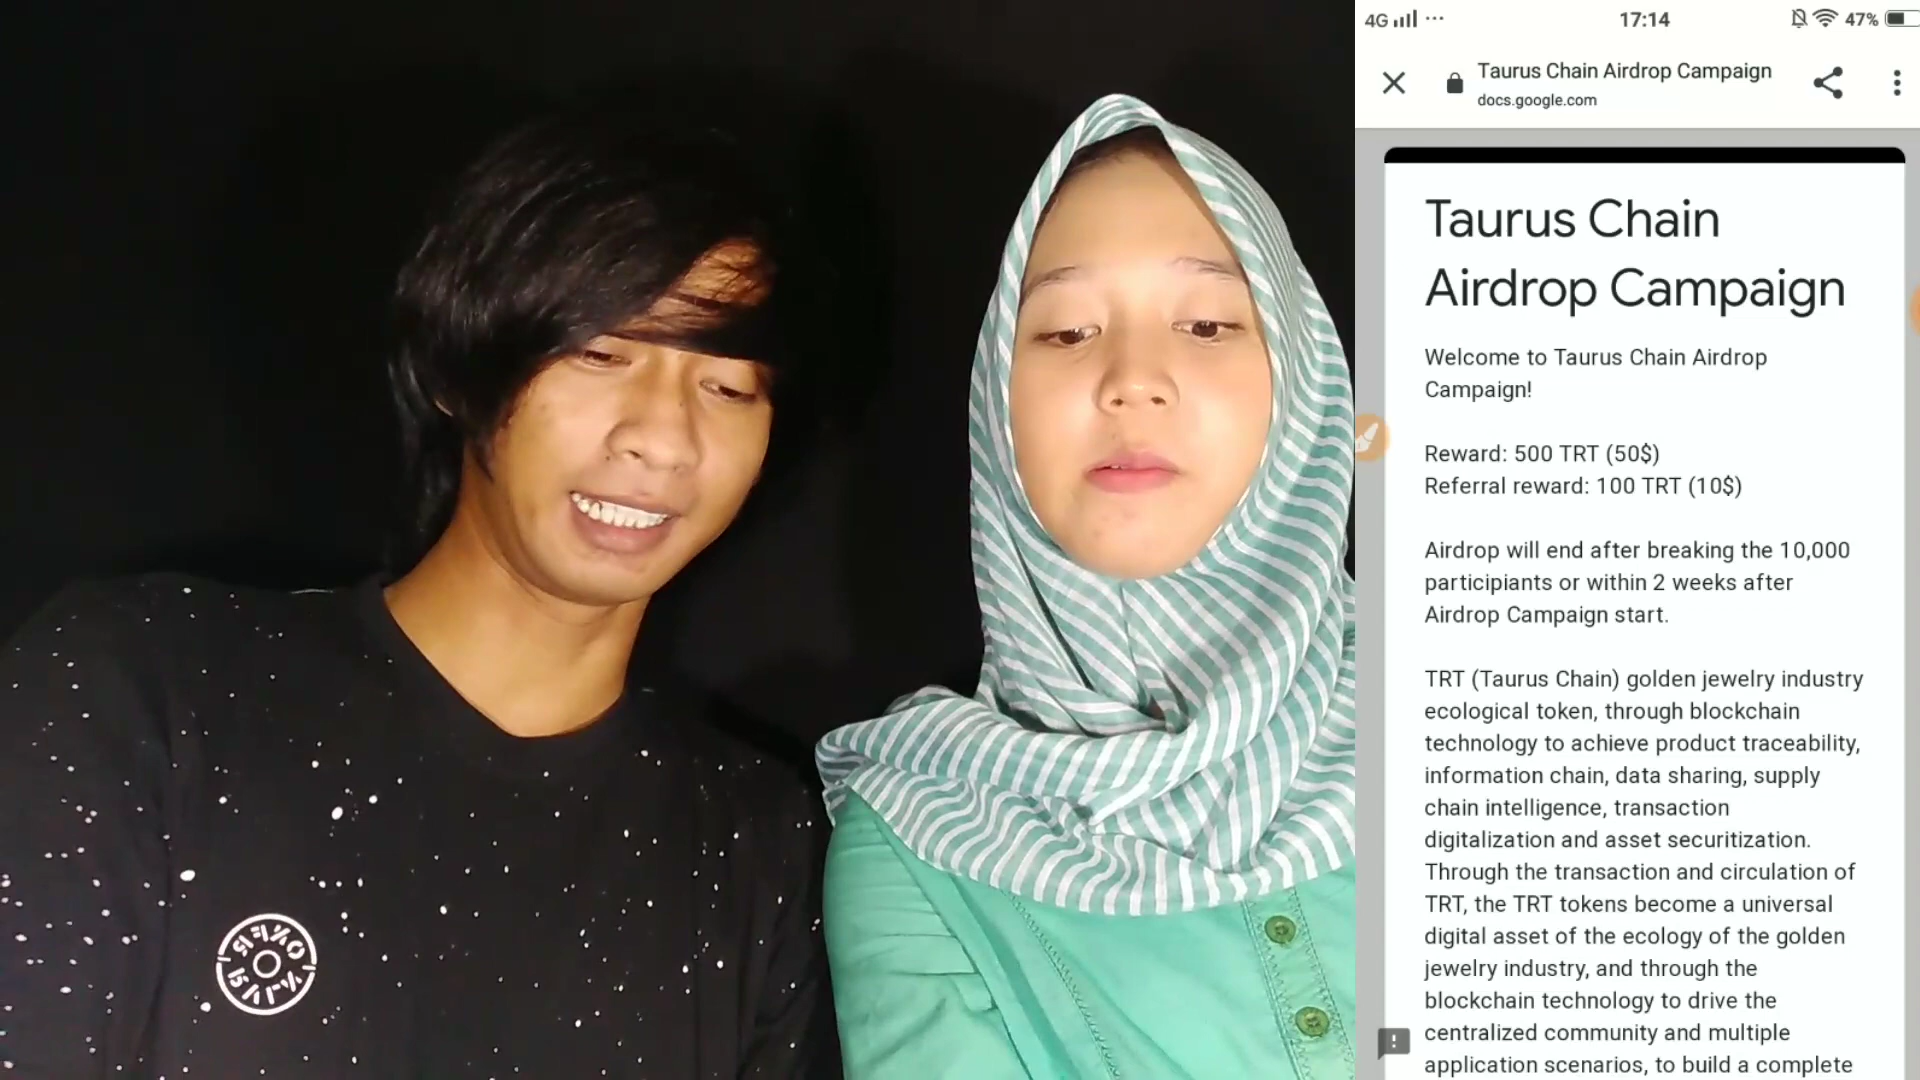 4G
17:14
47%
Taurus Chain Airdrop Campaign
docs.google.com
Taurus Chain
Airdrop Campaign
Welcome to Taurus Chain Airdrop
Campaign!
Reward: 500 TRT (50$)
Referral reward: 100 TRT (10$)
Airdrop will end after breaking the 10,000
participiants or within 2 weeks after
Airdrop Campaign start.
TRT (Taurus Chain) golden jewelry industry
ecological token, through blockchain
technology to achieve product traceability,
information chain, data sharing, supply
chain intelligence, transaction
digitalization and asset securitization.
Through the transaction and circulation of
TRT, the TRT tokens become a universal
digital asset of the ecology of the golden
jewelry industry, and through the
blockchain technology to drive the
centralized community and multiple
application scenarios, to build a complete